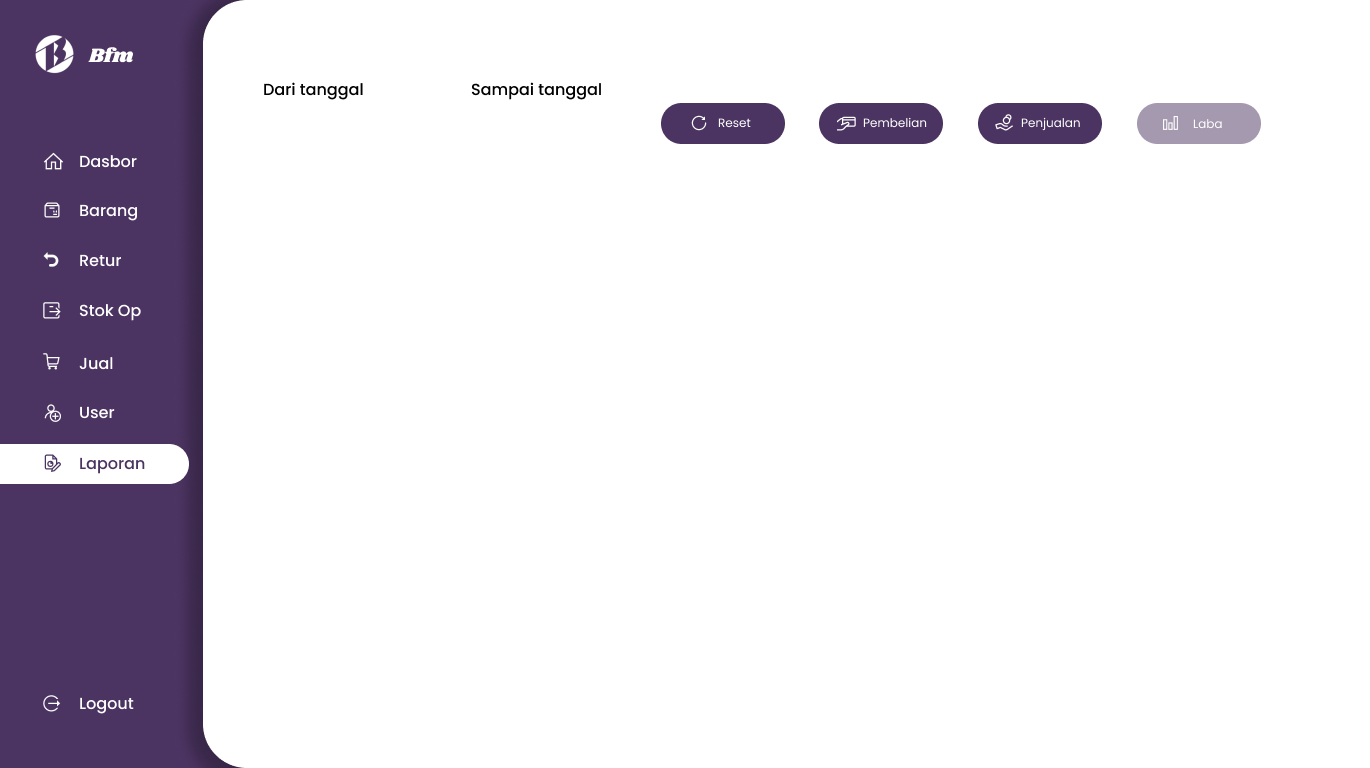 Bfm
Dasbor
Barang
Retur
Stok Op
Jual
User
Laporan
Logout
Dari tanggal
Sampai tanggal
Reset
Pembelian
Penjualan
Laba